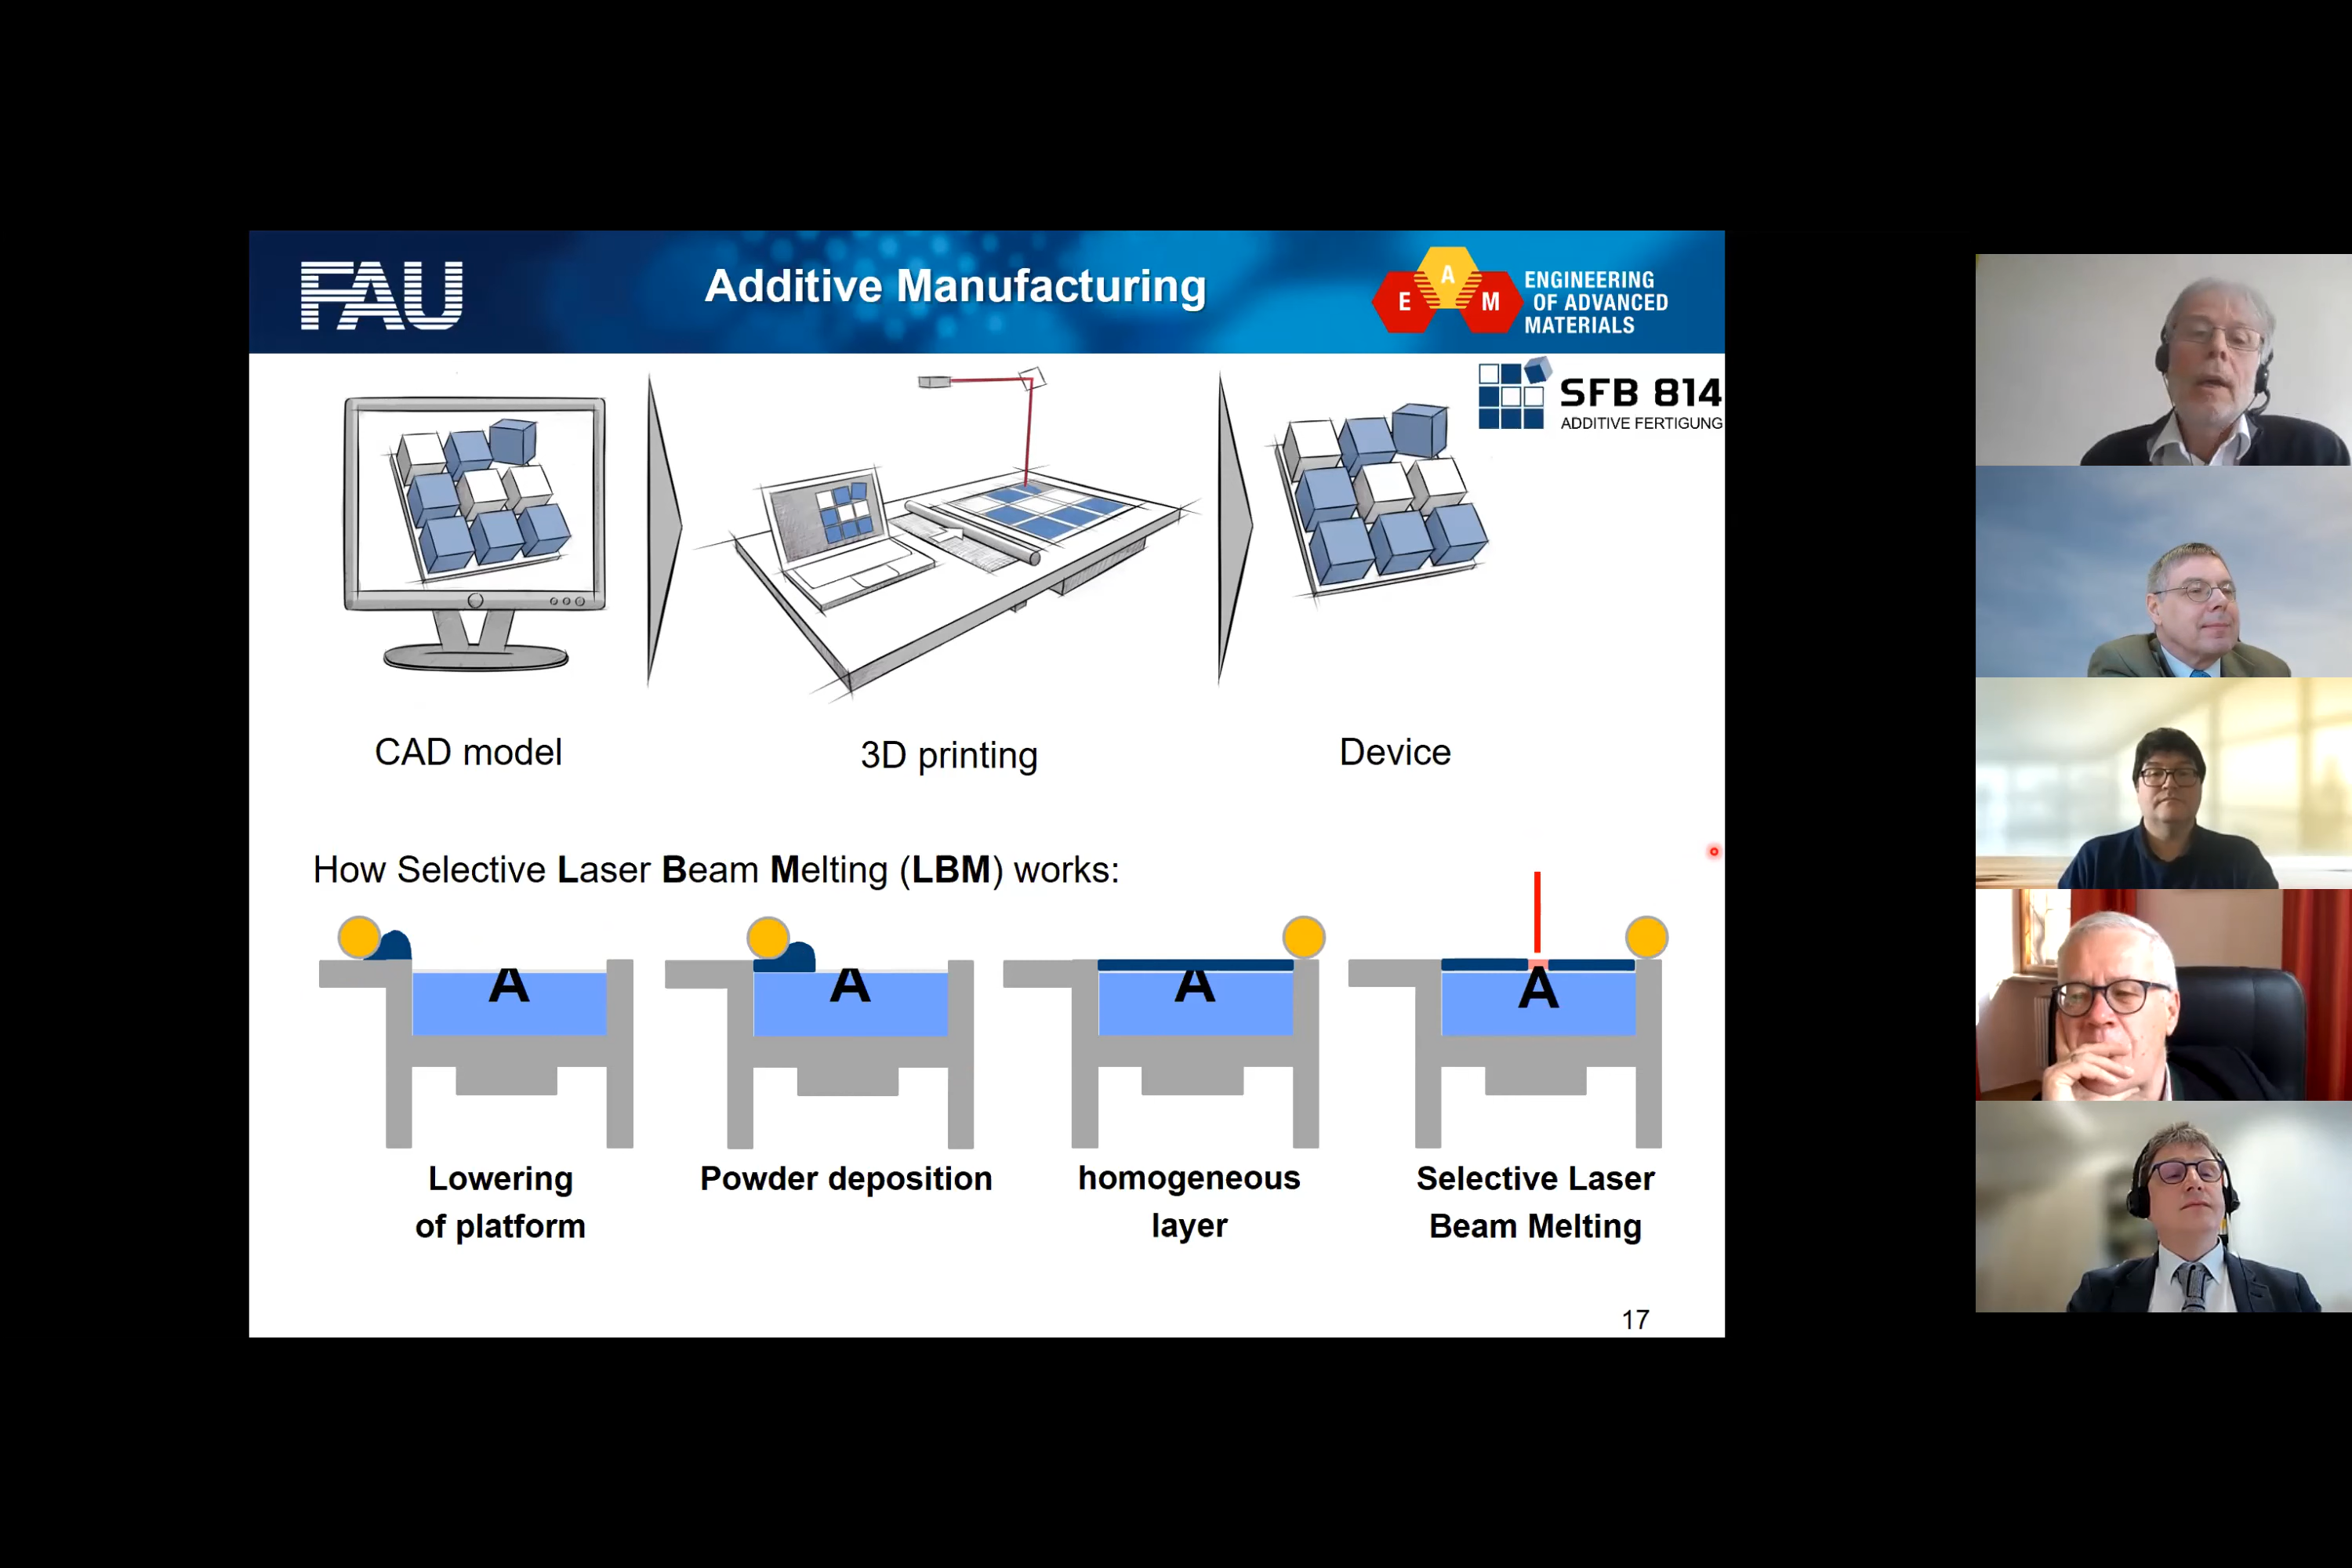 FAU
Additive Manufacturing
E A M
ENGINEERING
OF ADVANCED
MATERIALS
SFB 814
ADDITIVE FERTIGUNG
CAD model
3D printing
Device
How Selective Laser Beam Melting (LBM) works:
A
A
A
A
Lowering
of platform
Powder deposition
homogeneous
layer
Selective Laser
Beam Melting
17